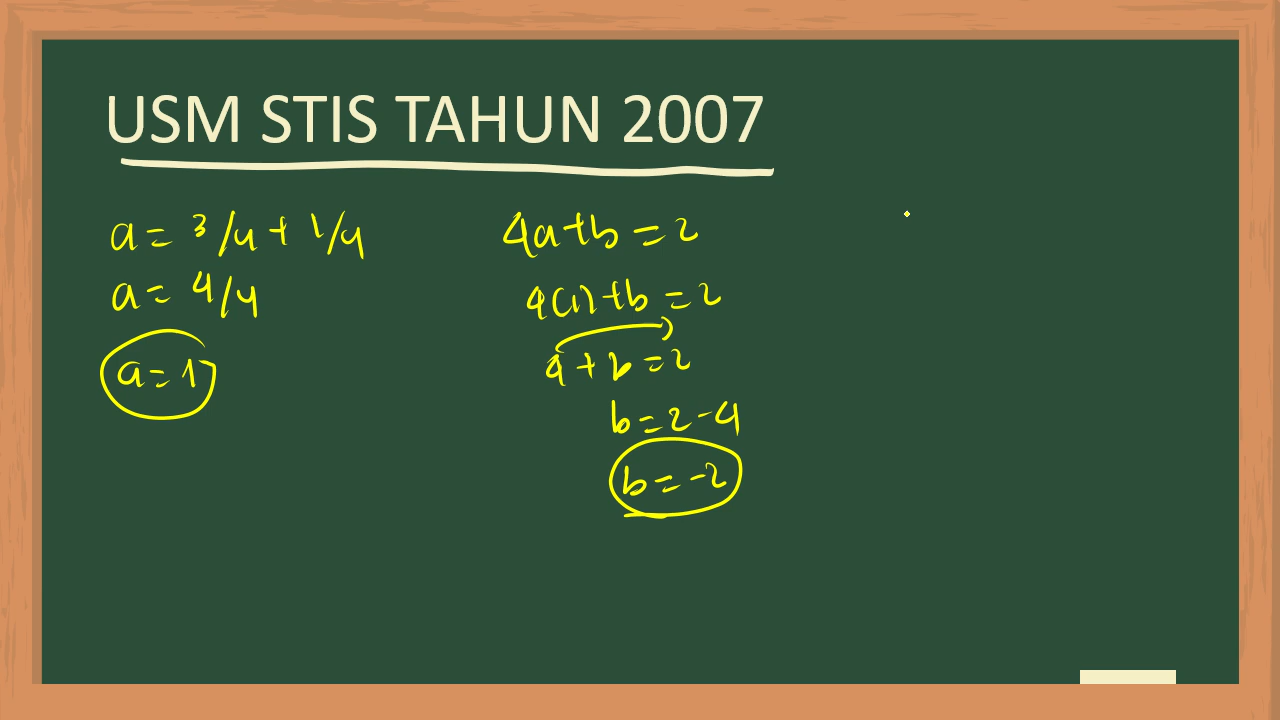 USM STIS TAHUN 2007
a = 3/4 + 1/4
a = 4/4
a = 1
4a+b = 2
4(1)+b = 2
4+b = 2
b = 2-4
b = -2